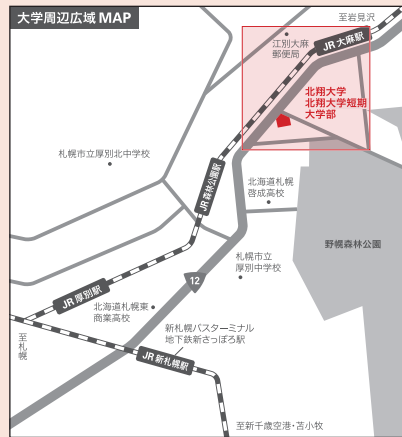 大学周辺広域 MAP
至岩見沢
JR 大麻駅
江別大麻
郵便局
北翔大学
北翔大学短期
大学部
札幌市立厚別北中学校
JR 森林公園駅
北海道札幌
啓成高校
野幌森林公園
札幌市立
厚別中学校
12
JR 厚別駅
北海道札幌東
商業高校
新札幌バスターミナル
地下鉄新さっぽろ駅
至札幌
JR 新札幌駅
至新千歳空港・苫小牧